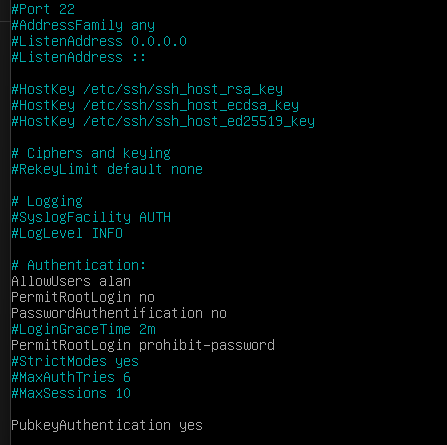 #Port 22
#AddressFamily any
#ListenAddress 0.0.0.0
#ListenAddress ::
#HostKey /etc/ssh/ssh_host_rsa_key
#HostKey /etc/ssh/ssh_host_ecdsa_key
#HostKey /etc/ssh/ssh_host_ed25519_key
# Ciphers and keying
#RekeyLimit default none
# Logging
#SyslogFacility AUTH
#LogLevel INFO
# Authentication:
AllowUsers alan
PermitRootLogin no
PasswordAuthentification no
#LoginGraceTime 2m
PermitRootLogin prohibit-password
#StrictModes yes
#MaxAuthTries 6
#MaxSessions 10
PubkeyAuthentication yes